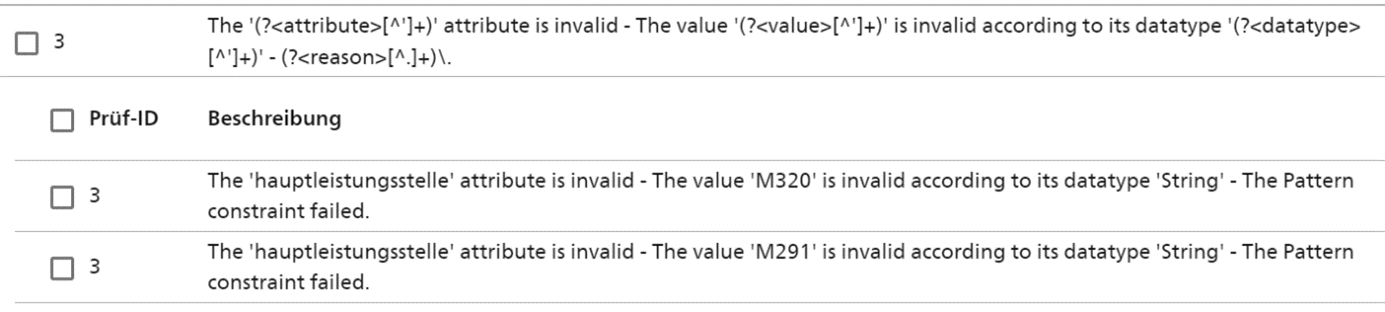 3
The '(?<attribute>[^']+)' attribute is invalid - The value '(?<value>[^']+)' is invalid according to its datatype '(?<datatype>
[^']+)' - (?<reason>[^.]+)\.
Prüf-ID Beschreibung
3
The 'hauptleistungsstelle' attribute is invalid - The value 'M320' is invalid according to its datatype 'String' - The Pattern
constraint failed.
3
The 'hauptleistungsstelle' attribute is invalid - The value 'M291' is invalid according to its datatype 'String' - The Pattern
constraint failed.